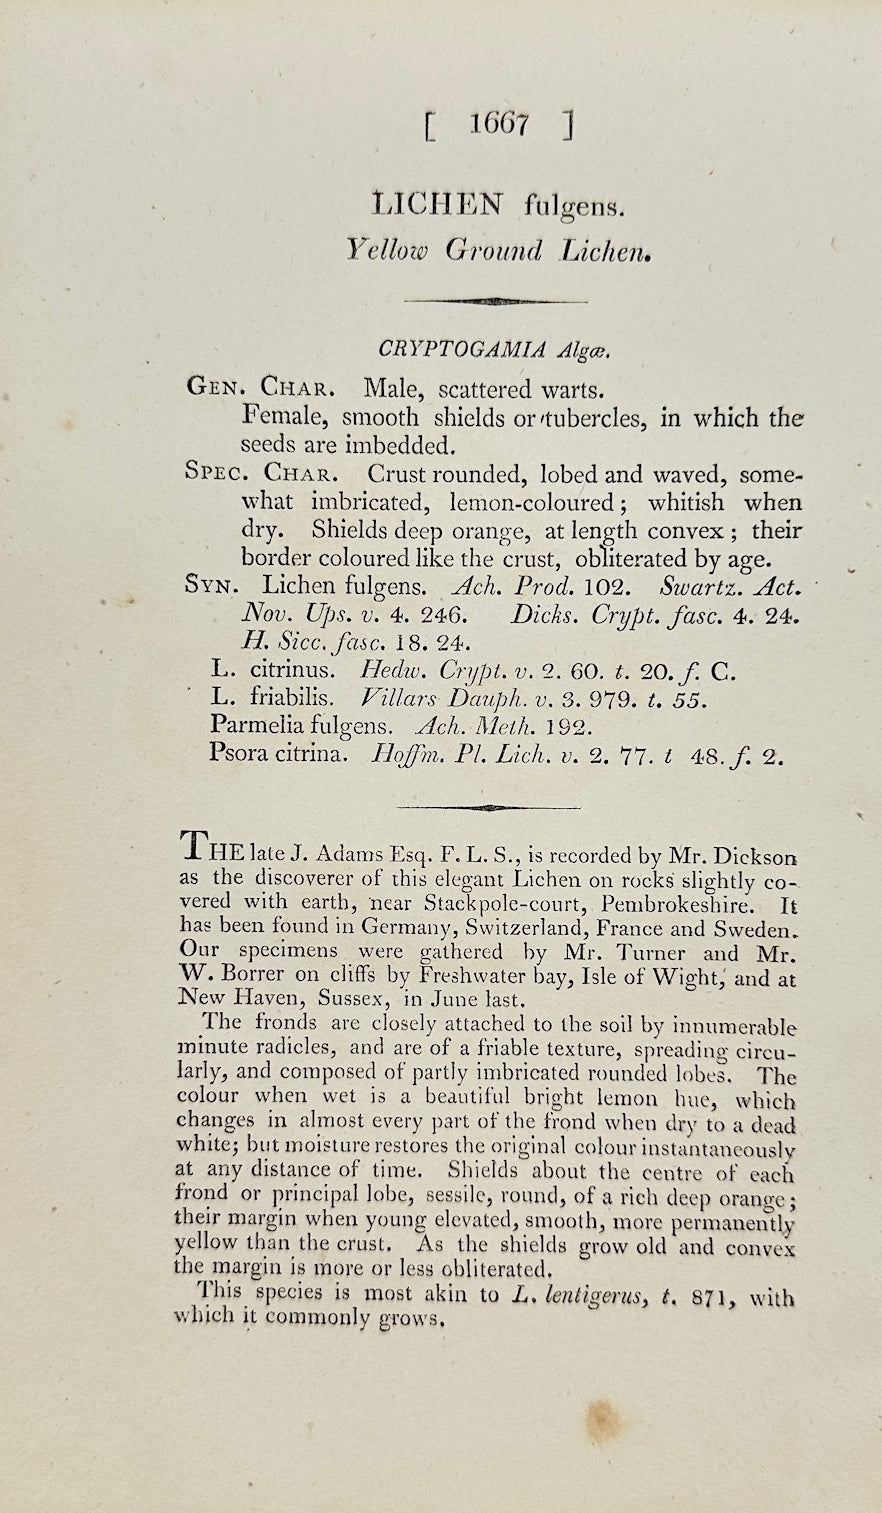 [ 1667 ]
LICHEN fulgens.
Yellow Ground Lichen.
CRYPTOGAMIA Algæ.
GEN. CHAR. Male, scattered warts.
Female, smooth shields or tubercles, in which the
seeds are imbedded.
SPEC. CHAR. Crust rounded, lobed and waved, some-
what imbricated, lemon-coloured; whitish when
dry. Shields deep orange, at length convex; their
border coloured like the crust, obliterated by age.
SYN. Lichen fulgens. Ach. Prod. 102. Swartz. Act.
Nov. Ups. v. 4. 246. Dicks. Crypt. fasc. 4. 24.
H. Sicc. fasc. 18. 24.
L. citrinus. Hedw. Crypt. v. 2. 60. t. 20. f. C.
L. friabilis. Villars Dauph. v. 3. 979. t. 55.
Parmelia fulgens. Ach. Meth. 192.
Psora citrina. Hoffm. Pl. Lich. v. 2. 77. t 48. f. 2.
THE late J. Adams Esq. F. L. S., is recorded by Mr. Dickson
as the discoverer of this elegant Lichen on rocks slightly co-
vered with earth, near Stackpole-court, Pembrokeshire. It
has been found in Germany, Switzerland, France and Sweden.
Our specimens were gathered by Mr. Turner and Mr.
W. Borrer on cliffs by Freshwater bay, Isle of Wight, and at
New Haven, Sussex, in June last.
The fronds are closely attached to the soil by innumerable
minute radicles, and are of a friable texture, spreading circu-
larly, and composed of partly imbricated rounded lobes. The
colour when wet is a beautiful bright lemon hue, which
changes in almost every part of the frond when dry to a dead
white; but moisture restores the original colour instantaneously
at any distance of time. Shields about the centre of each
frond or principal lobe, sessile, round, of a rich deep orange;
their margin when young elevated, smooth, more permanently
yellow than the crust. As the shields grow old and convex
the margin is more or less obliterated.
This species is most akin to L. lentigerus, t. 871, with
which it commonly grows.